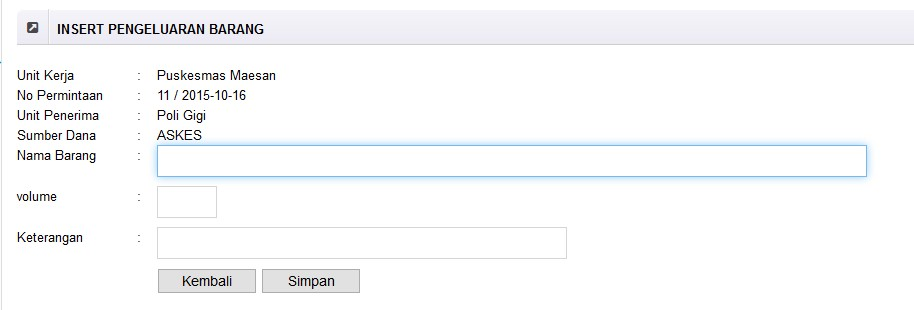 INSERT PENGELUARAN BARANG
Unit Kerja : Puskesmas Maesan
No Permintaan : 11 / 2015-10-16
Unit Penerima : Poli Gigi
Sumber Dana : ASKES
Nama Barang :
volume :
Keterangan :
Kembali Simpan